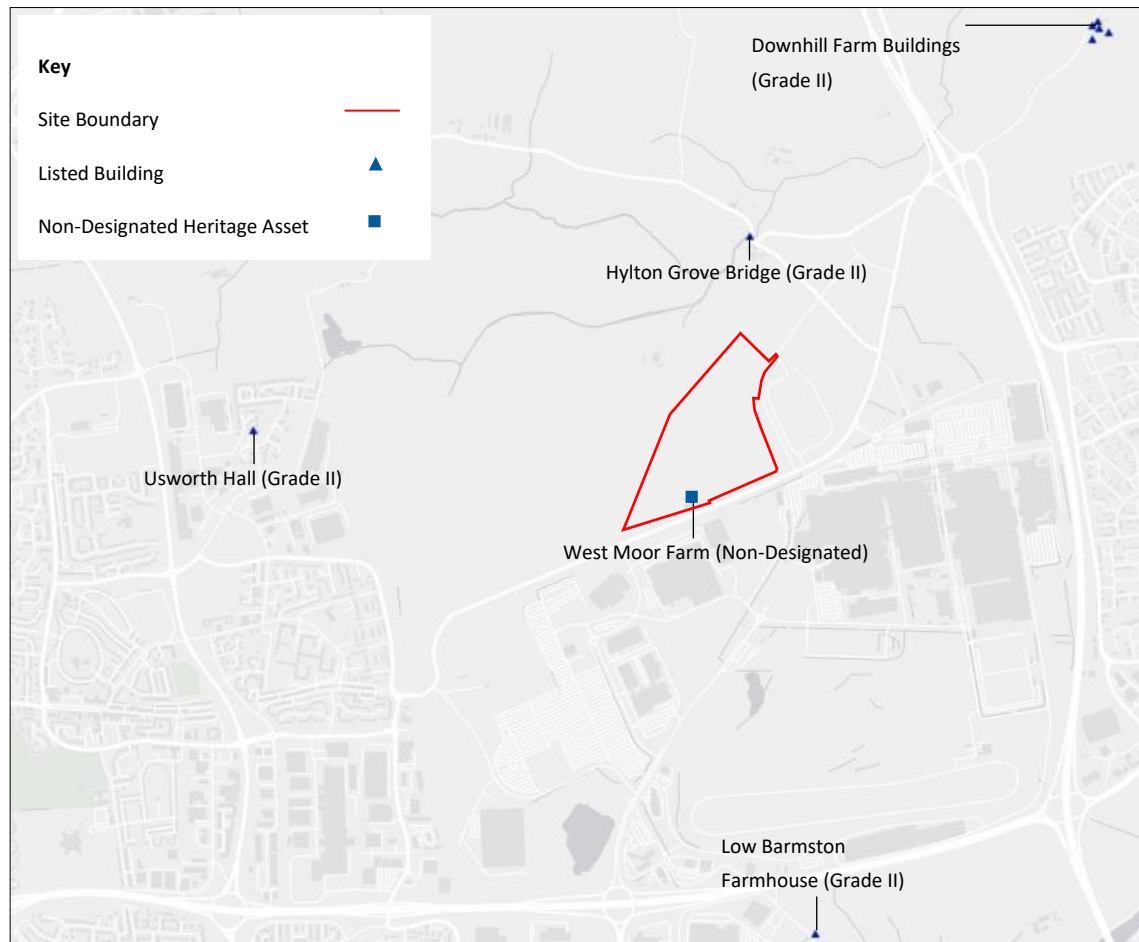 Key
Site Boundary
Listed Building
Non-Designated Heritage Asset
Downhill Farm Buildings
(Grade II)
Hylton Grove Bridge (Grade II)
Usworth Hall (Grade II)
West Moor Farm (Non-Designated)
Low Barmston
Farmhouse (Grade II)